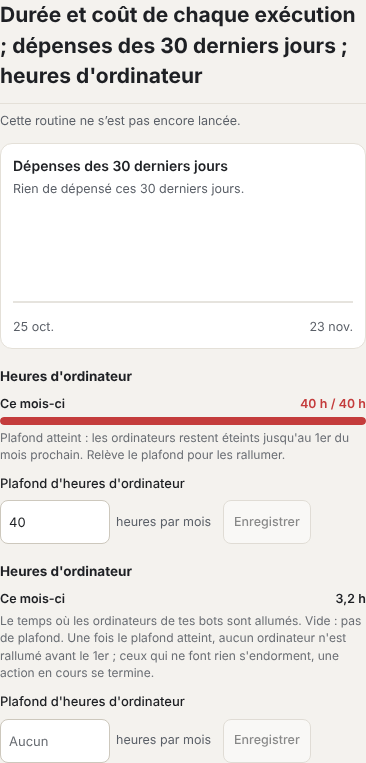 Durée et coût de chaque exécution
; dépenses des 30 derniers jours ;
heures d'ordinateur
Cette routine ne s’est pas encore lancée.
Dépenses des 30 derniers jours
Rien de dépensé ces 30 derniers jours.
25 oct. 23 nov.
Heures d'ordinateur
Ce mois-ci 40 h / 40 h
Plafond atteint : les ordinateurs restent éteints jusqu'au 1er du
mois prochain. Relève le plafond pour les rallumer.
Plafond d'heures d'ordinateur
40 heures par mois Enregistrer
Heures d'ordinateur
Ce mois-ci 3,2 h
Le temps où les ordinateurs de tes bots sont allumés. Vide : pas
de plafond. Une fois le plafond atteint, aucun ordinateur n'est
rallumé avant le 1er ; ceux qui ne font rien s'endorment, une
action en cours se termine.
Plafond d'heures d'ordinateur
Aucun heures par mois Enregistrer